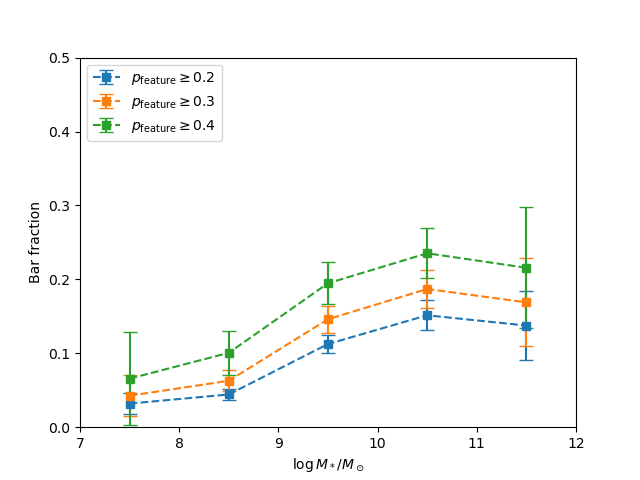 0.5
0.4
0.3
0.2
0.1
0.0
Bar fraction
p_feature ≥ 0.2
p_feature ≥ 0.3
p_feature ≥ 0.4
7 8 9 10 11 12
log M_*/M_⊙